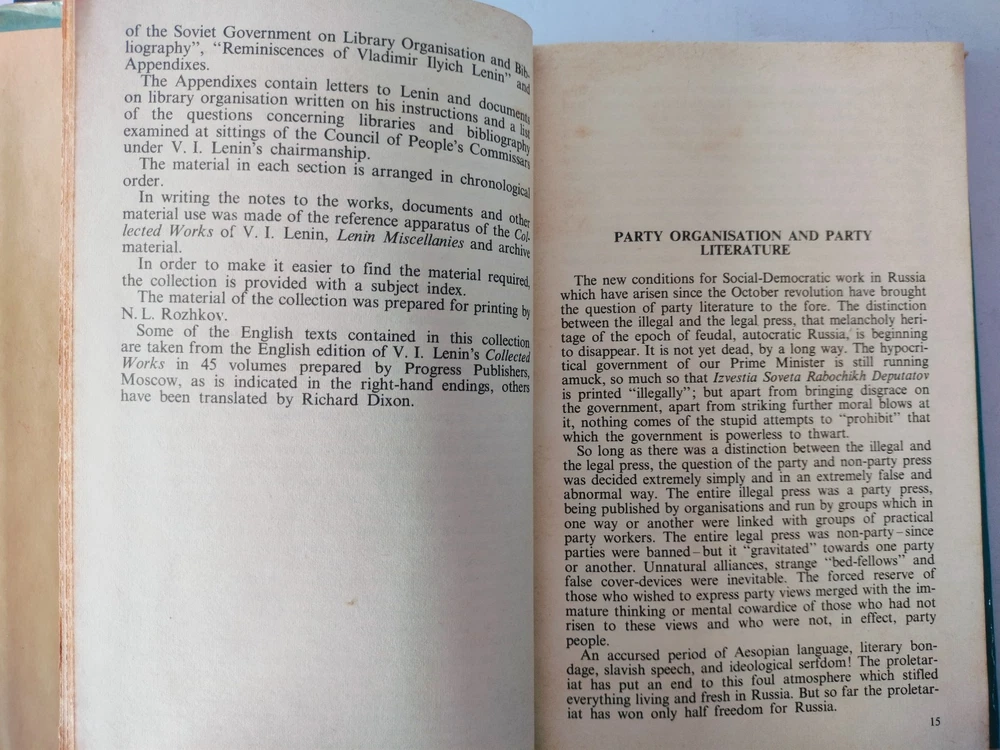 of the Soviet Government on Library Organisation and Bib-
liography”, “Reminiscences of Vladimir Ilyich Lenin” and
Appendixes.
The Appendixes contain letters to Lenin and documents
on library organisation written on his instructions and a list
of the questions concerning libraries and bibliography
examined at sittings of the Council of People’s Commissars
under V. I. Lenin’s chairmanship.
The material in each section is arranged in chronological
order.
In writing the notes to the works, documents and other
material use was made of the reference apparatus of the Col-
lected Works of V. I. Lenin, Lenin Miscellanies and archive
material.
In order to make it easier to find the material required,
the collection is provided with a subject index.
The material of the collection was prepared for printing by
N. L. Rozhkov.
Some of the English texts contained in this collection
are taken from the English edition of V. I. Lenin’s Collected
Works in 45 volumes prepared by Progress Publishers,
Moscow, as is indicated in the right-hand endings, others
have been translated by Richard Dixon.
PARTY ORGANISATION AND PARTY
LITERATURE
The new conditions for Social-Democratic work in Russia
which have arisen since the October revolution have brought
the question of party literature to the fore. The distinction
between the illegal and the legal press, that melancholy heri-
tage of the epoch of feudal, autocratic Russia, is beginning
to disappear. It is not yet dead, by a long way. The hypocri-
tical government of our Prime Minister is still running
amuck, so much so that Izvestia Soveta Rabochikh Deputatov
is printed “illegally”; but apart from bringing disgrace on
the government, apart from striking further moral blows at
it, nothing comes of the stupid attempts to “prohibit” that
which the government is powerless to thwart.
So long as there was a distinction between the illegal and
the legal press, the question of the party and non-party press
was decided extremely simply and in an extremely false and
abnormal way. The entire illegal press was a party press,
being published by organisations and run by groups which in
one way or another were linked with groups of practical
party workers. The entire legal press was non-party–since
parties were banned–but it “gravitated” towards one party
or another. Unnatural alliances, strange “bed-fellows” and
false cover-devices were inevitable. The forced reserve of
those who wished to express party views merged with the im-
mature thinking or mental cowardice of those who had not
risen to these views and who were not, in effect, party
people.
An accursed period of Aesopian language, literary bon-
dage, slavish speech, and ideological serfdom! The proletar-
iat has put an end to this foul atmosphere which stifled
everything living and fresh in Russia. But so far the proletar-
iat has won only half freedom for Russia.
15